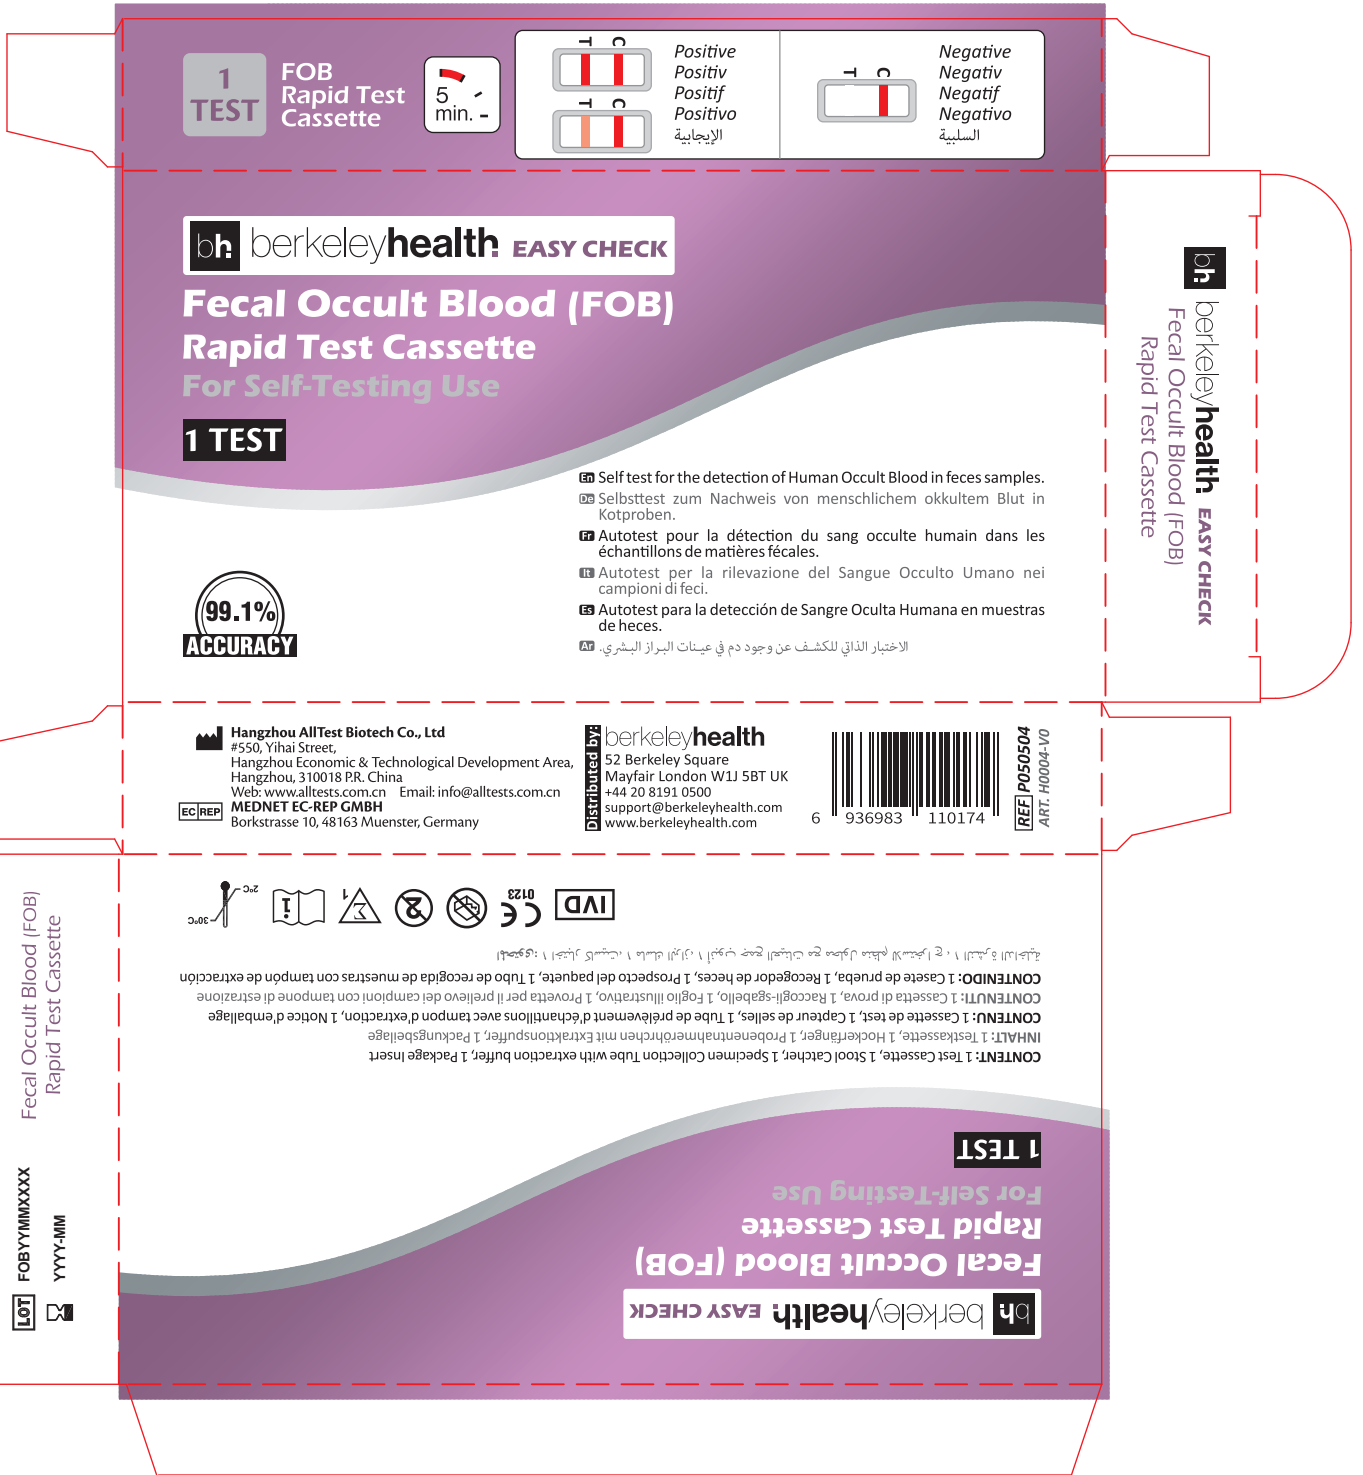 1
TEST
FOB
Rapid Test
Cassette
5
min.
T C
T C
Positive
Positiv
Positif
Positivo
الإيجابية
T C
Negative
Negativ
Negatif
Negativo
السلبية
bh. berkeleyhealth. EASY CHECK
Fecal Occult Blood (FOB)
Rapid Test Cassette
For Self-Testing Use
1 TEST
En Self test for the detection of Human Occult Blood in feces samples.
De Selbsttest zum Nachweis von menschlichem okkultem Blut in
Kotproben.
Fr Autotest pour la détection du sang occulte humain dans les
échantillons de matières fécales.
It Autotest per la rilevazione del Sangue Occulto Umano nei
campioni di feci.
Es Autotest para la detección de Sangre Oculta Humana en muestras
de heces.
Ar الاختبار الذاتي للكشف عن وجود دم في عينات البراز البشري.
99.1%
ACCURACY
bh. berkeleyhealth. EASY CHECK
Fecal Occult Blood (FOB)
Rapid Test Cassette
Hangzhou AllTest Biotech Co., Ltd
#550, Yihai Street,
Hangzhou Economic & Technological Development Area,
Hangzhou, 310018 P.R. China
Web: www.alltests.com.cn Email: info@alltests.com.cn
EC REP MEDNET EC-REP GMBH
Borkstrasse 10, 48163 Muenster, Germany
Distributed by:
berkeleyhealth
52 Berkeley Square
Mayfair London W1J 5BT UK
+44 20 8191 0500
support@berkeleyhealth.com
www.berkeleyhealth.com
6 936983 110174
REF P050504
ART. H0004-V0
bh. berkeleyhealth. EASY CHECK
Fecal Occult Blood (FOB)
Rapid Test Cassette
For Self-Testing Use
1 TEST
CONTENT: 1 Test Cassette, 1 Stool Catcher, 1 Specimen Collection Tube with extraction buffer, 1 Package Insert
INHALT: 1 Testkassette, 1 Hockerfänger, 1 Probenentnahmeröhrchen mit Extraktionspuffer, 1 Packungsbeilage
CONTENU: 1 Cassette de test, 1 Capteur de selles, 1 Tube de prélèvement d'échantillons avec tampon d'extraction, 1 Notice d'emballage
CONTENUTI: 1 Cassetta di prova, 1 Raccogli-sgabello, 1 Foglio illustrativo, 1 Provetta per il prelievo dei campioni con tampone di estrazione
CONTENIDO: 1 Casete de prueba, 1 Recogedor de heces, 1 Prospecto del paquete, 1 Tubo de recogida de muestras con tampón de extracción
IVD
CE
0123
2
Σ
1
i
2°C
30°C
Fecal Occult Blood (FOB)
Rapid Test Cassette
LOT FOBYYMMXXXX
YYYY-MM